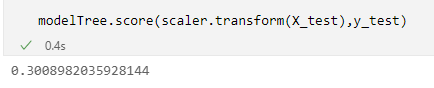 modelTree.score(scaler.transform(X_test),y_test)
0.4s
0.3008982035928144